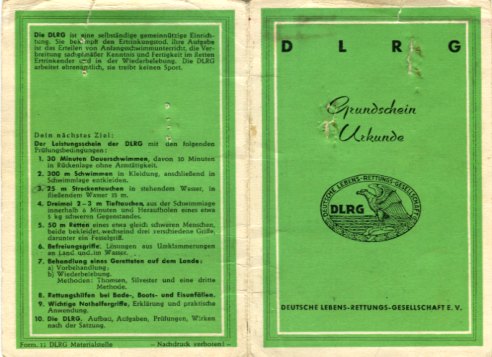 Die DLRG ist eine selbständige gemeinnützige Einrich-
tung. Sie bekämpft den Ertrinkungstod, ihre Aufgabe
ist das Erteilen von Anfangsschwimmunterricht, die Ver-
breitung sachgemäßer Kenntnis und Fertigkeit im Retten
Ertrinkender und in der Wiederbelebung. Die DLRG
arbeitet ehrenamtlich, sie treibt keinen Sport.
Dein nächstes Ziel:
Der Leistungsschein der DLRG mit den folgenden
Prüfungsbedingungen:
1. 30 Minuten Dauerschwimmen, davon 10 Minuten
in Rückenlage ohne Armtätigkeit.
2. 300 m Schwimmen in Kleidung, anschließend in
Schwimmlage entkleiden.
3. 25 m Streckentauchen in stehendem Wasser, in
fließendem Wasser 35 m.
4. Dreimal 2–3 m Tieftauchen, aus der Schwimmlage
innerhalb 6 Minuten und Heraufholen eines etwa
5 kg schweren Gegenstandes.
5. 50 m Retten eines etwa gleich schweren Menschen,
beide bekleidet, wechselnd drei verschiedene Griffe,
darunter ein Fesselgriff.
6. Befreiungsgriffe: Lösungen aus Umklammerungen
an Land und im Wasser.
7. Behandlung eines Geretteten auf dem Lande:
a) Vorbehandlung;
b) Wiederbelebung.
Methoden: Thomsen, Silvester und eine dritte
Methode.
8. Rettungshilfen bei Bade-, Boots- und Eisunfällen.
9. Wichtige Nothelfergriffe, Erklärung und praktische
Anwendung.
10. Die DLRG. Aufbau, Aufgaben, Prüfungen, Wirken
nach der Satzung.
Form. 11 DLRG Materialstelle – Nachdruck verboten! –
D L R G
Grundschein
Urkunde
DEUTSCHE LEBENS-RETTUNGS-GESELLSCHAFT
DLRG
DEUTSCHE LEBENS-RETTUNGS-GESELLSCHAFT E. V.